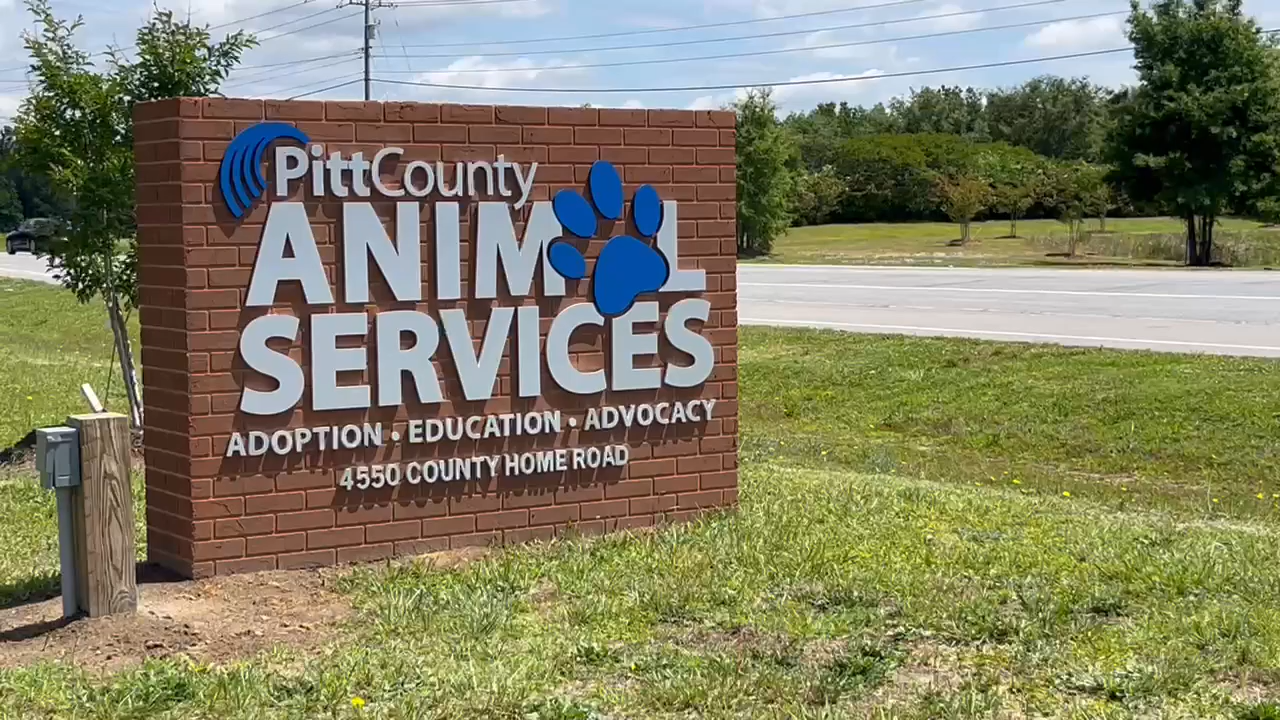 PittCounty
ANIMAL
SERVICES
ADOPTION • EDUCATION • ADVOCACY
4550 COUNTY HOME ROAD